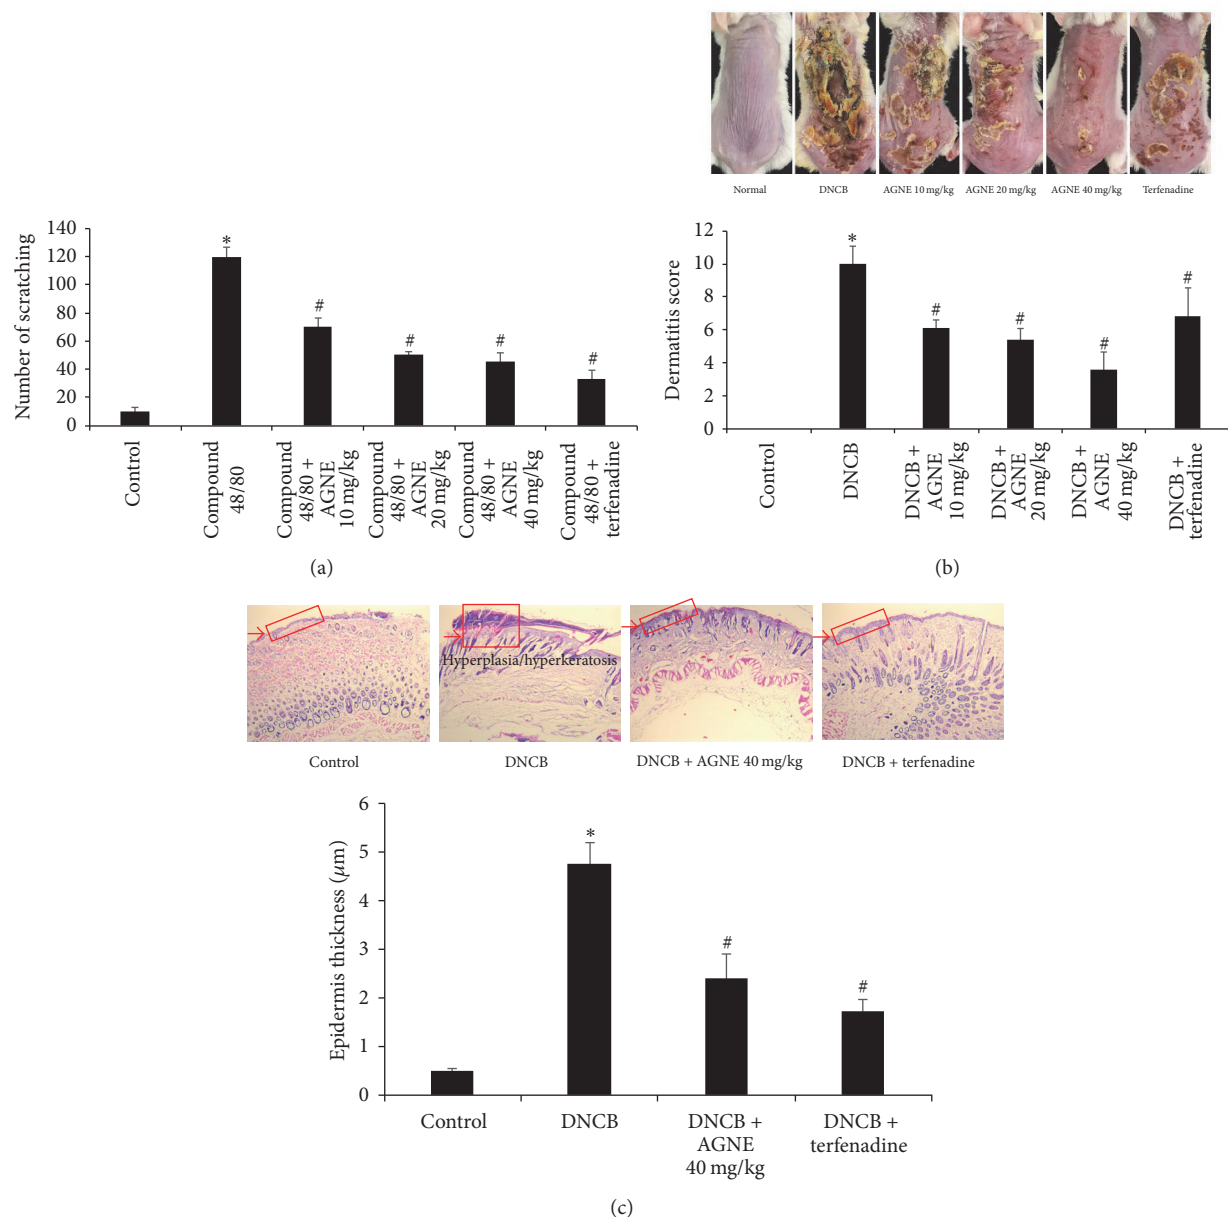 Number of scratching
140
120
100
80
60
40
20
0
*
#
#
#
#
Control
Compound
48/80
Compound
48/80 +
AGNE
10 mg/kg
Compound
48/80 +
AGNE
20 mg/kg
Compound
48/80 +
AGNE
40 mg/kg
Compound
48/80 +
terfenadine
(a)
Normal
DNCB
AGNE 10 mg/kg
AGNE 20 mg/kg
AGNE 40 mg/kg
Terfenadine
Dermatitis score
12
10
8
6
4
2
0
*
#
#
#
#
Control
DNCB
DNCB +
AGNE
10 mg/kg
DNCB +
AGNE
20 mg/kg
DNCB +
AGNE
40 mg/kg
DNCB +
terfenadine
(b)
Hyperplasia/hyperkeratosis
Control
DNCB
DNCB + AGNE 40 mg/kg
DNCB + terfenadine
Epidermis thickness (μm)
6
5
4
3
2
1
0
*
#
#
Control
DNCB
DNCB +
AGNE
40 mg/kg
DNCB +
terfenadine
(c)